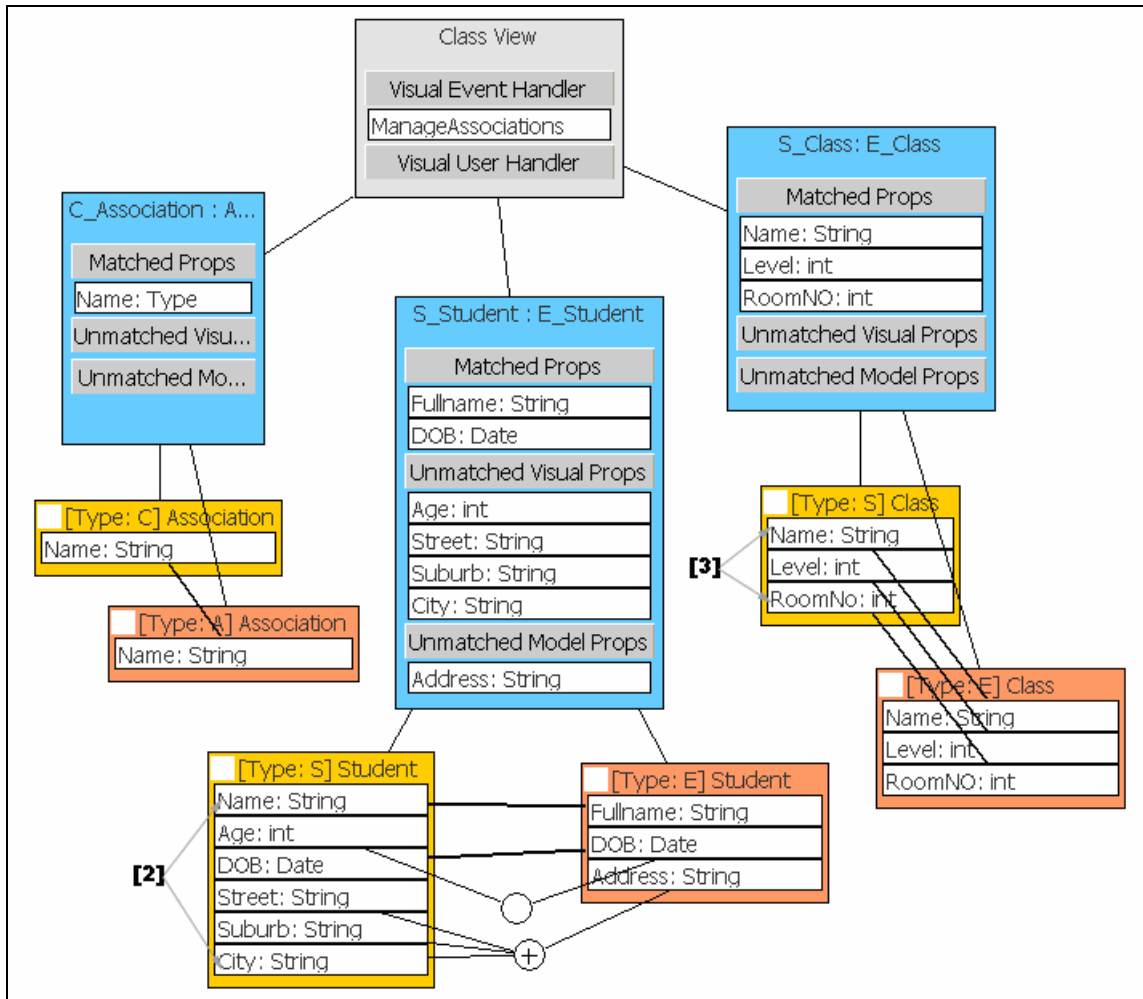 Class View
Visual Event Handler
ManageAssociations
Visual User Handler
C_Association : A...
Matched Props
Name: Type
Unmatched Visu...
Unmatched Mo...
S_Student : E_Student
Matched Props
Fullname: String
DOB: Date
Unmatched Visual Props
Age: int
Street: String
Suburb: String
City: String
Unmatched Model Props
Address: String
S_Class: E_Class
Matched Props
Name: String
Level: int
RoomNO: int
Unmatched Visual Props
Unmatched Model Props
[Type: C] Association
Name: String
[Type: A] Association
Name: String
[3]
[Type: S] Class
Name: String
Level: int
RoomNo: int
[Type: E] Class
Name: String
Level: int
RoomNO: int
[2]
[Type: S] Student
Name: String
Age: int
DOB: Date
Street: String
Suburb: String
City: String
[Type: E] Student
Fullname: String
DOB: Date
Address: String
+